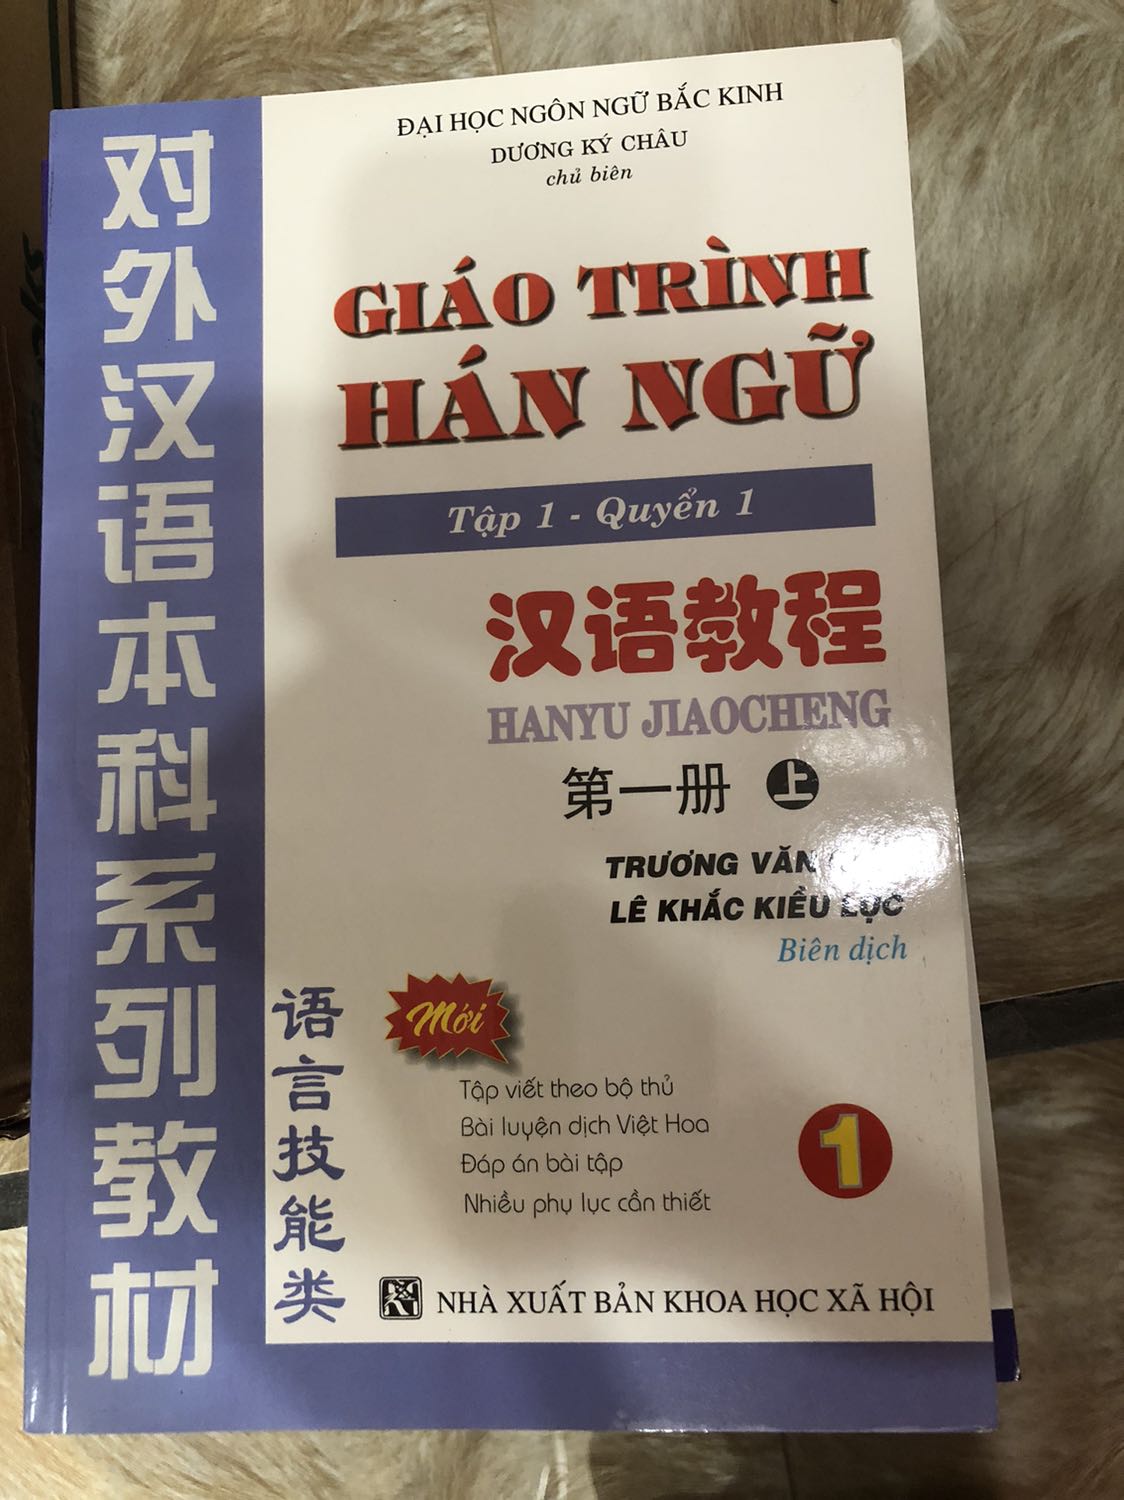 对外汉语本科系列教材
ĐẠI HỌC NGÔN NGỮ BẮC KINH
DƯƠNG KÝ CHÂU
chủ biên
GIÁO TRÌNH
HÁN NGỮ
Tập 1 - Quyển 1
汉语教程
HANYU JIAOCHENG
第一册 上
TRƯƠNG VĂN
LÊ KHẮC KIỀU LỤC
Biên dịch
语言技能类
Mới
Tập viết theo bộ thủ
Bài luyện dịch Việt Hoa
Đáp án bài tập
Nhiều phụ lục cần thiết
1
NHÀ XUẤT BẢN KHOA HỌC XÃ HỘI